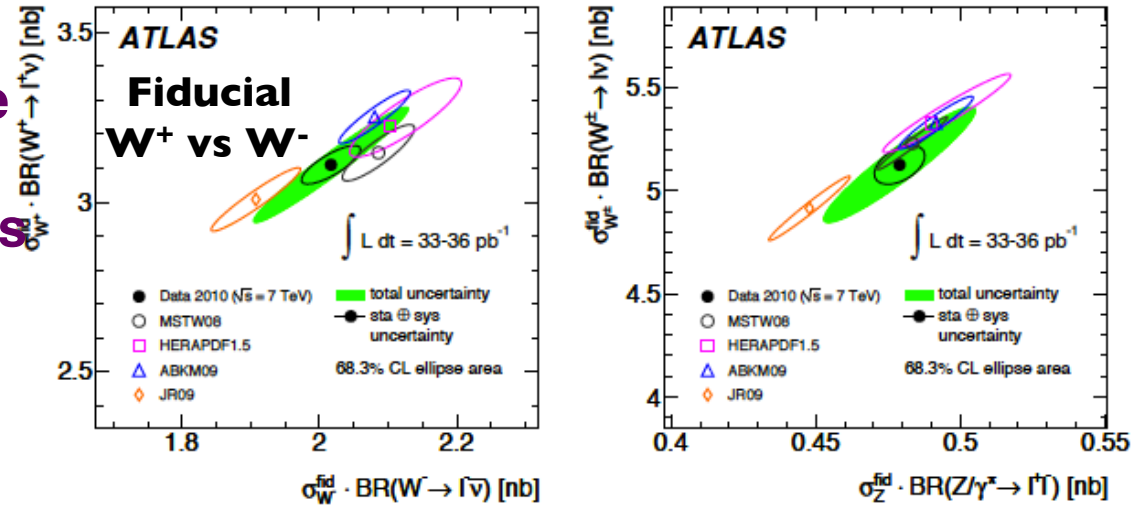 e
s
ATLAS
Fiducial
W⁺ vs W⁻
σ^fid_W⁺ · BR(W⁺→ l⁺ν) [nb]
3.5
3
2.5
∫ L dt = 33-36 pb⁻¹
Data 2010 (√s = 7 TeV)
MSTW08
HERAPDF1.5
ABKM09
JR09
total uncertainty
sta ⊕ sys
uncertainty
68.3% CL ellipse area
1.8 2 2.2
σ^fid_W⁻ · BR(W⁻→ l⁻ν̄) [nb]
ATLAS
σ^fid_W± · BR(W±→ lν) [nb]
5.5
5
4.5
4
∫ L dt = 33-36 pb⁻¹
Data 2010 (√s = 7 TeV)
MSTW08
HERAPDF1.5
ABKM09
JR09
total uncertainty
sta ⊕ sys
uncertainty
68.3% CL ellipse area
0.4 0.45 0.5 0.55
σ^fid_Z · BR(Z/γ*→ l⁺l⁻) [nb]